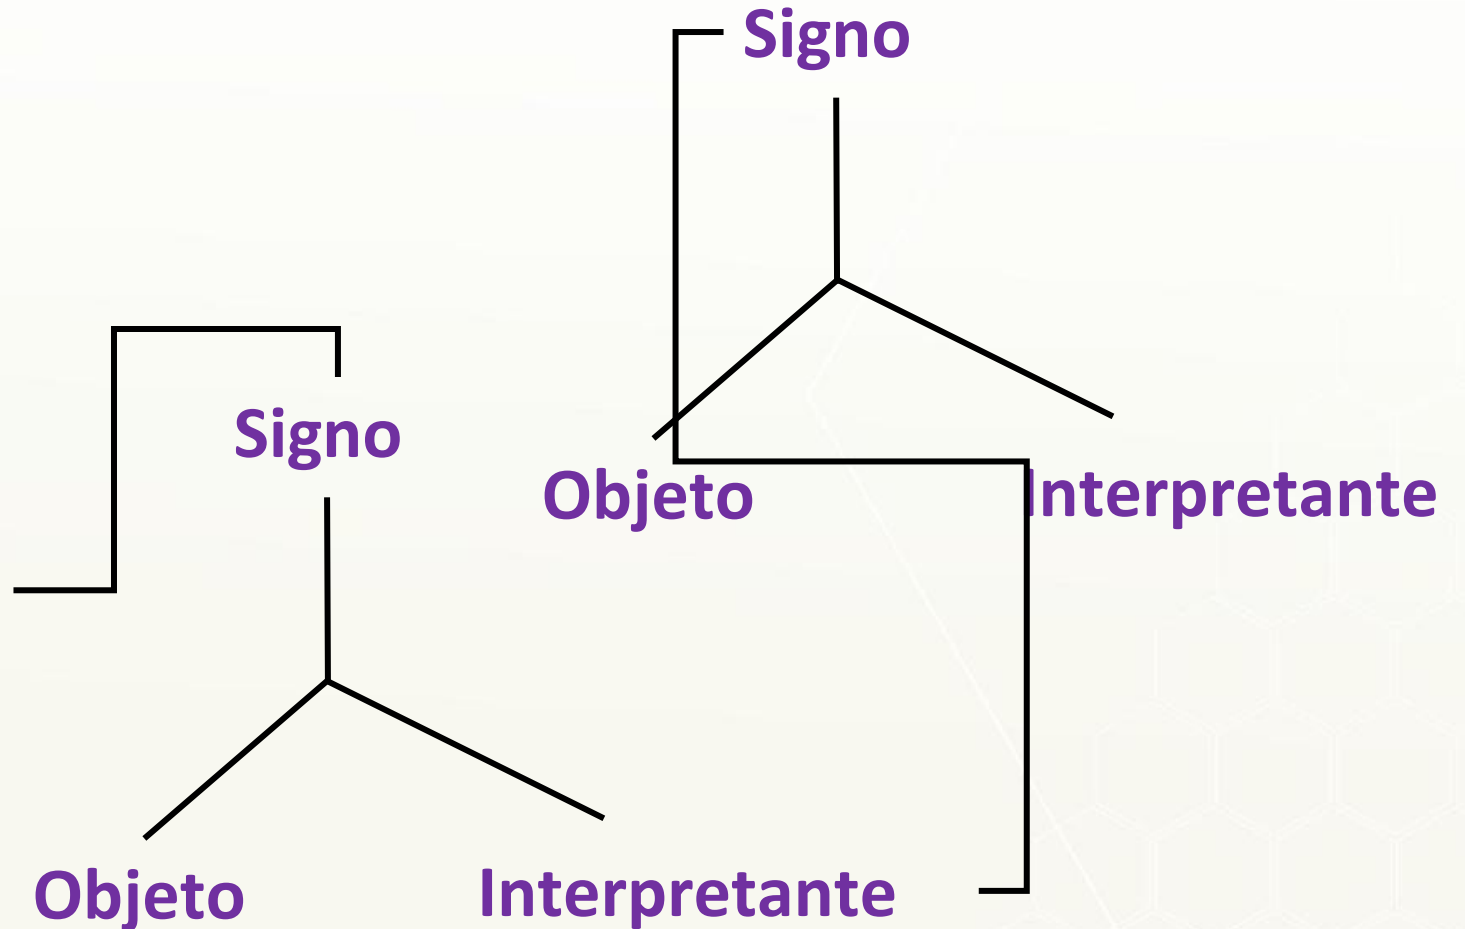 Signo
Signo
Objeto
Interpretante
Objeto
Interpretante